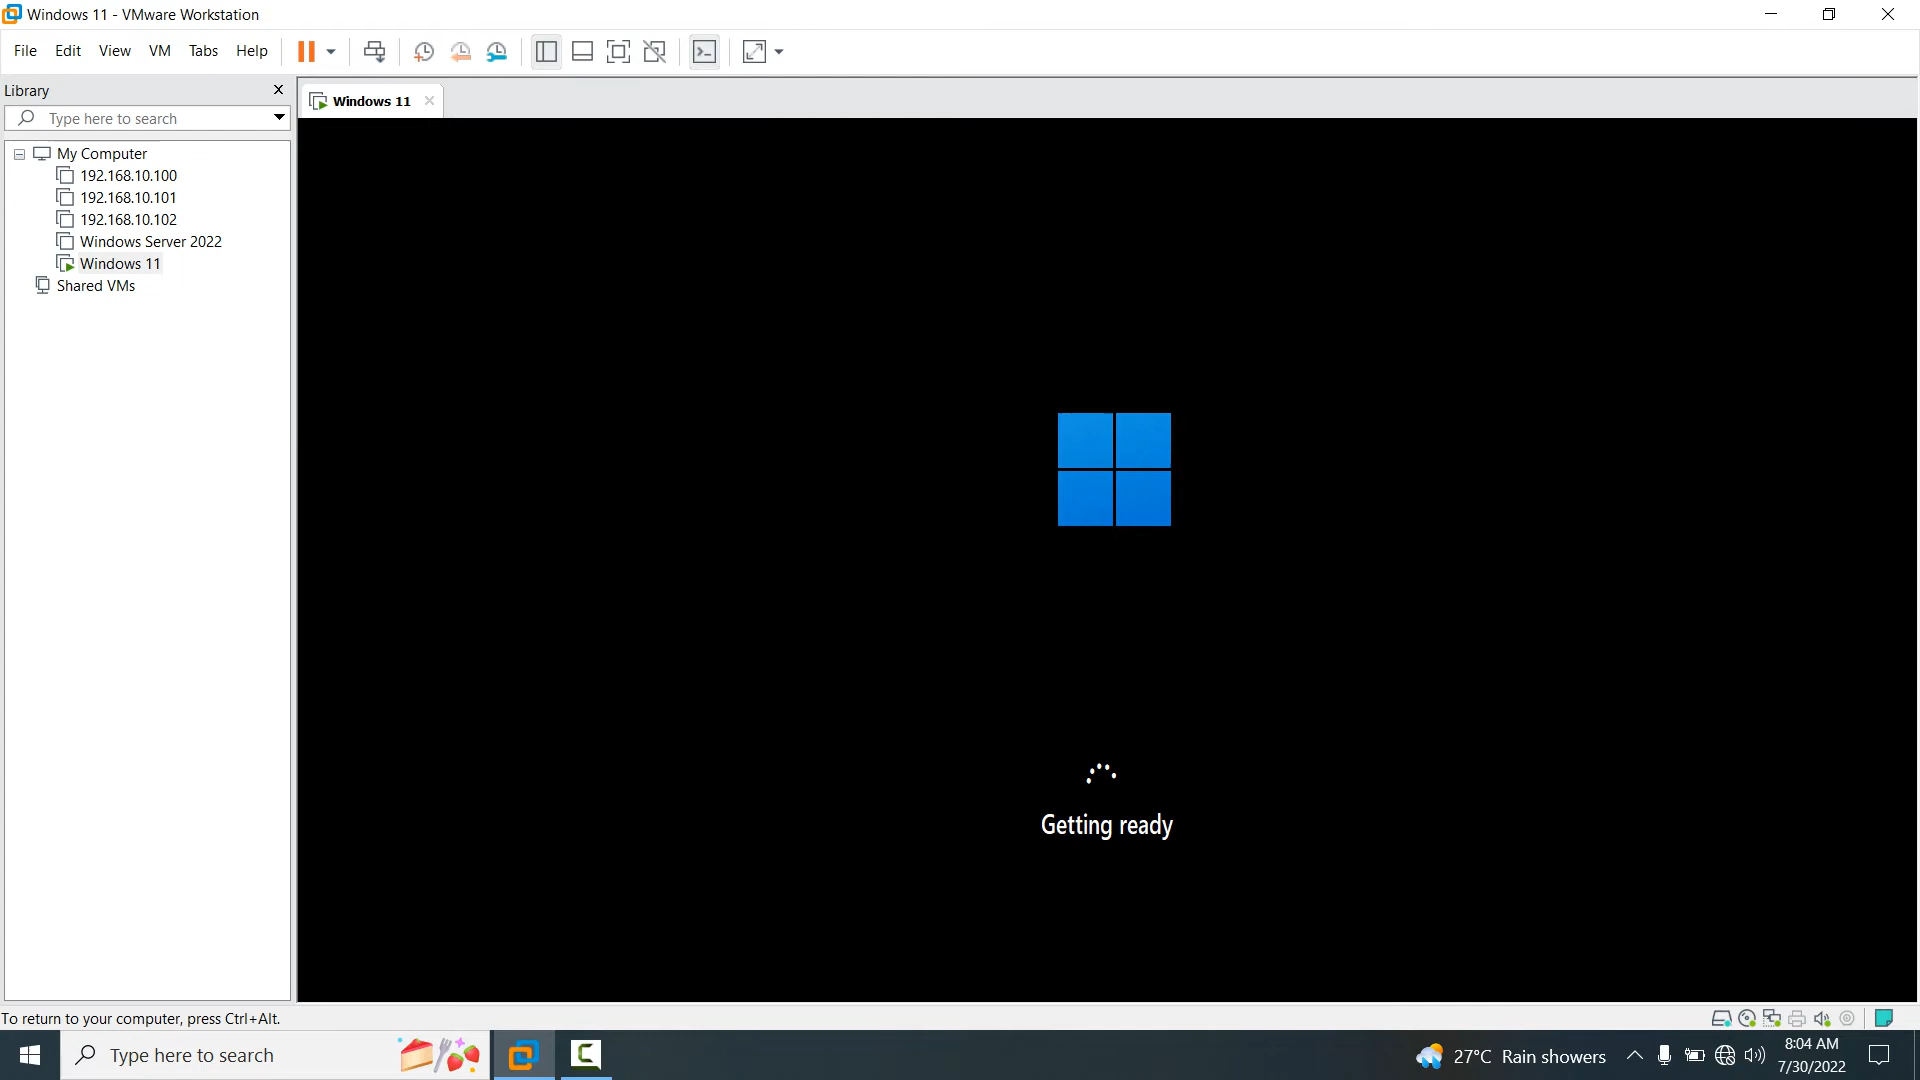 Windows 11 - VMware Workstation
File Edit View VM Tabs Help
Library
Type here to search
Windows 11
My Computer
192.168.10.100
192.168.10.101
192.168.10.102
Windows Server 2022
Windows 11
Shared VMs
Getting ready
To return to your computer, press Ctrl+Alt.
Type here to search
27°C Rain showers
8:04 AM
7/30/2022